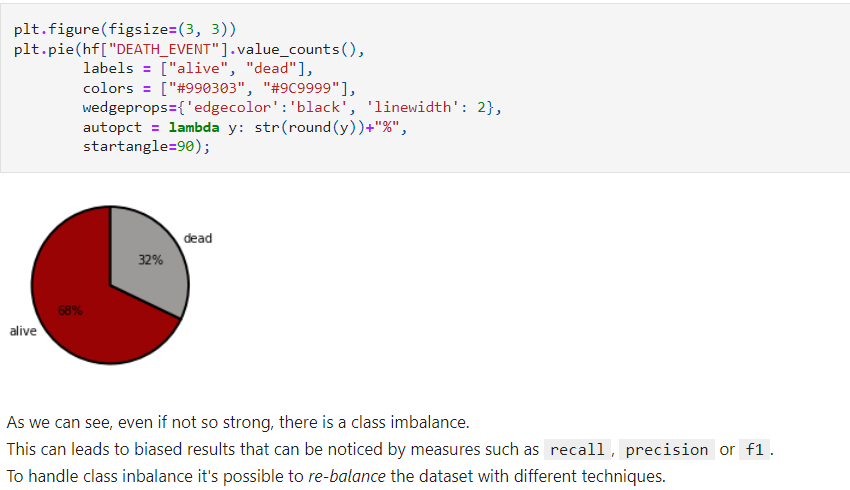 plt.figure(figsize=(3, 3))
plt.pie(hf["DEATH_EVENT"].value_counts(),
        labels = ["alive", "dead"],
        colors = ["#990303", "#9C9999"],
        wedgeprops={'edgecolor':'black', 'linewidth': 2},
        autopct = lambda y: str(round(y))+"%",
        startangle=90);
dead
32%
68%
alive
As we can see, even if not so strong, there is a class imbalance.
This can leads to biased results that can be noticed by measures such as recall , precision or f1 .
To handle class inbalance it's possible to re-balance the dataset with different techniques.